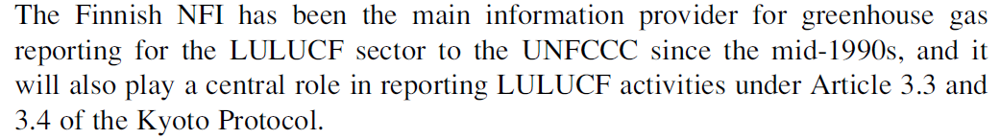 The Finnish NFI has been the main information provider for greenhouse gas
reporting for the LULUCF sector to the UNFCCC since the mid-1990s, and it
will also play a central role in reporting LULUCF activities under Article 3.3 and
3.4 of the Kyoto Protocol.